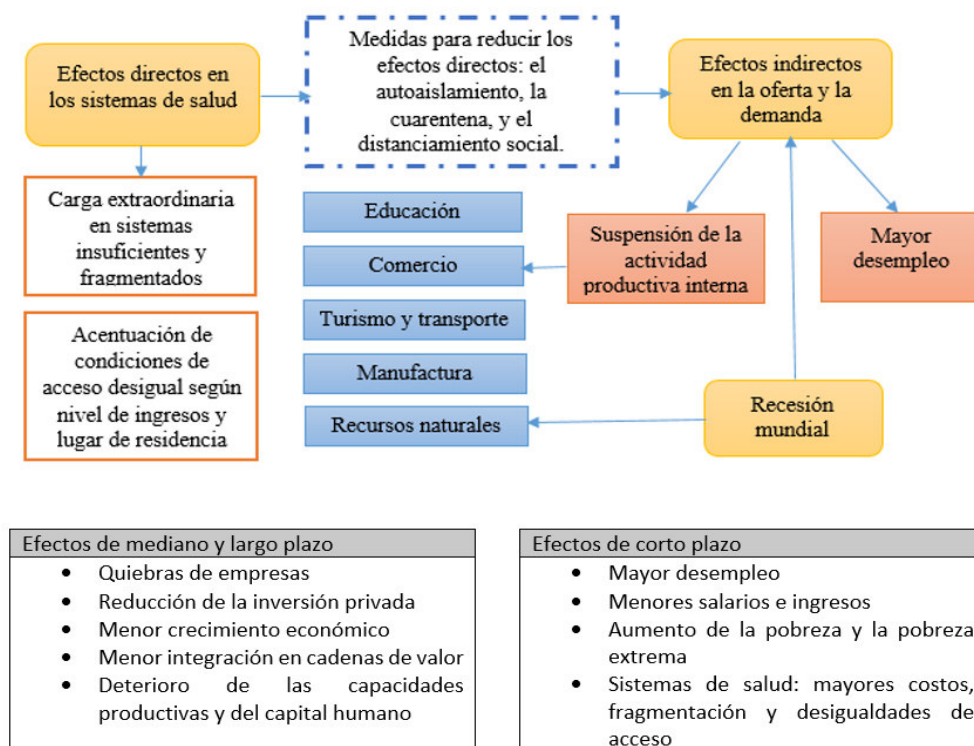 Efectos directos en
los sistemas de salud
Medidas para reducir los
efectos directos: el
autoaislamiento, la
cuarentena, y el
distanciamiento social.
Efectos indirectos
en la oferta y la
demanda
Carga extraordinaria
en sistemas
insuficientes y
fragmentados
Acentuación de
condiciones de
acceso desigual según
nivel de ingresos y
lugar de residencia
Educación
Comercio
Turismo y transporte
Manufactura
Recursos naturales
Suspensión de la
actividad
productiva interna
Mayor
desempleo
Recesión
mundial
Efectos de mediano y largo plazo
• Quiebras de empresas
• Reducción de la inversión privada
• Menor crecimiento económico
• Menor integración en cadenas de valor
• Deterioro de las capacidades
productivas y del capital humano
Efectos de corto plazo
• Mayor desempleo
• Menores salarios e ingresos
• Aumento de la pobreza y la pobreza
extrema
• Sistemas de salud: mayores costos,
fragmentación y desigualdades de
acceso